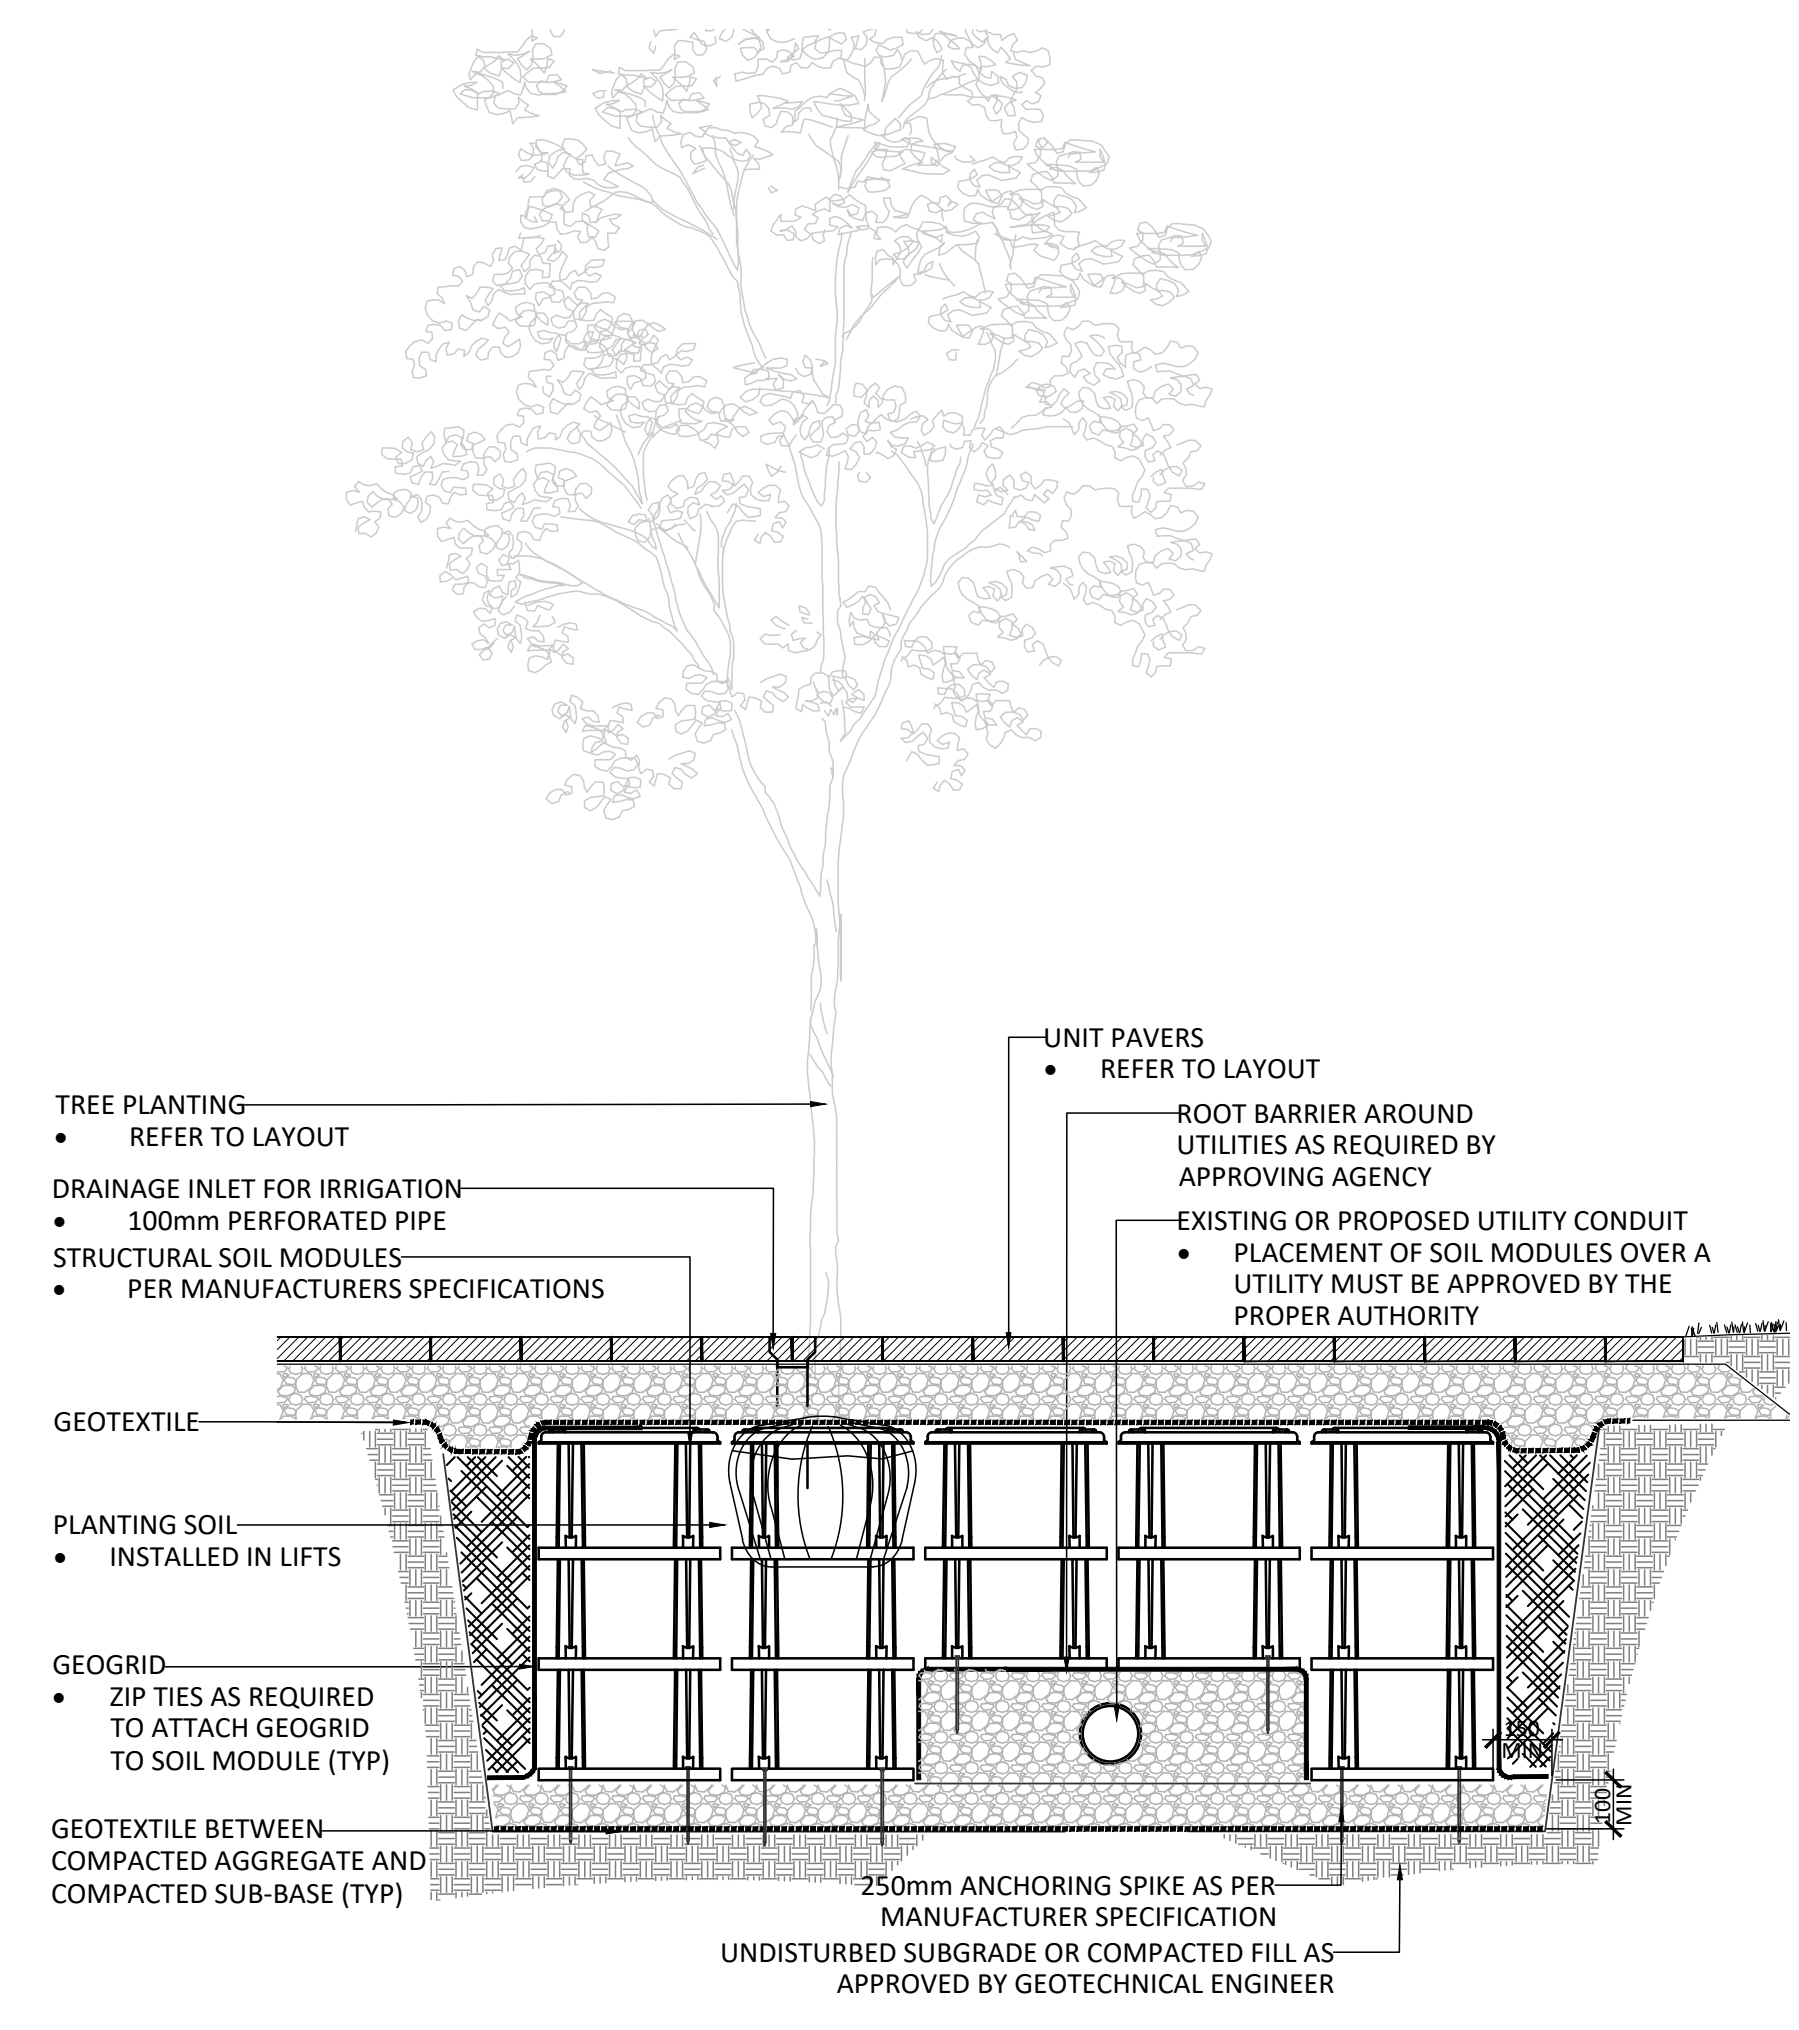 UNIT PAVERS
• REFER TO LAYOUT
TREE PLANTING
• REFER TO LAYOUT
ROOT BARRIER AROUND
UTILITIES AS REQUIRED BY
APPROVING AGENCY
DRAINAGE INLET FOR IRRIGATION
• 100mm PERFORATED PIPE
EXISTING OR PROPOSED UTILITY CONDUIT
• PLACEMENT OF SOIL MODULES OVER A
UTILITY MUST BE APPROVED BY THE
PROPER AUTHORITY
STRUCTURAL SOIL MODULES
• PER MANUFACTURERS SPECIFICATIONS
GEOTEXTILE
PLANTING SOIL
• INSTALLED IN LIFTS
GEOGRID
• ZIP TIES AS REQUIRED
TO ATTACH GEOGRID
TO SOIL MODULE (TYP)
150
MIN
100
MIN
GEOTEXTILE BETWEEN
COMPACTED AGGREGATE AND
COMPACTED SUB-BASE (TYP)
250mm ANCHORING SPIKE AS PER
MANUFACTURER SPECIFICATION
UNDISTURBED SUBGRADE OR COMPACTED FILL AS
APPROVED BY GEOTECHNICAL ENGINEER